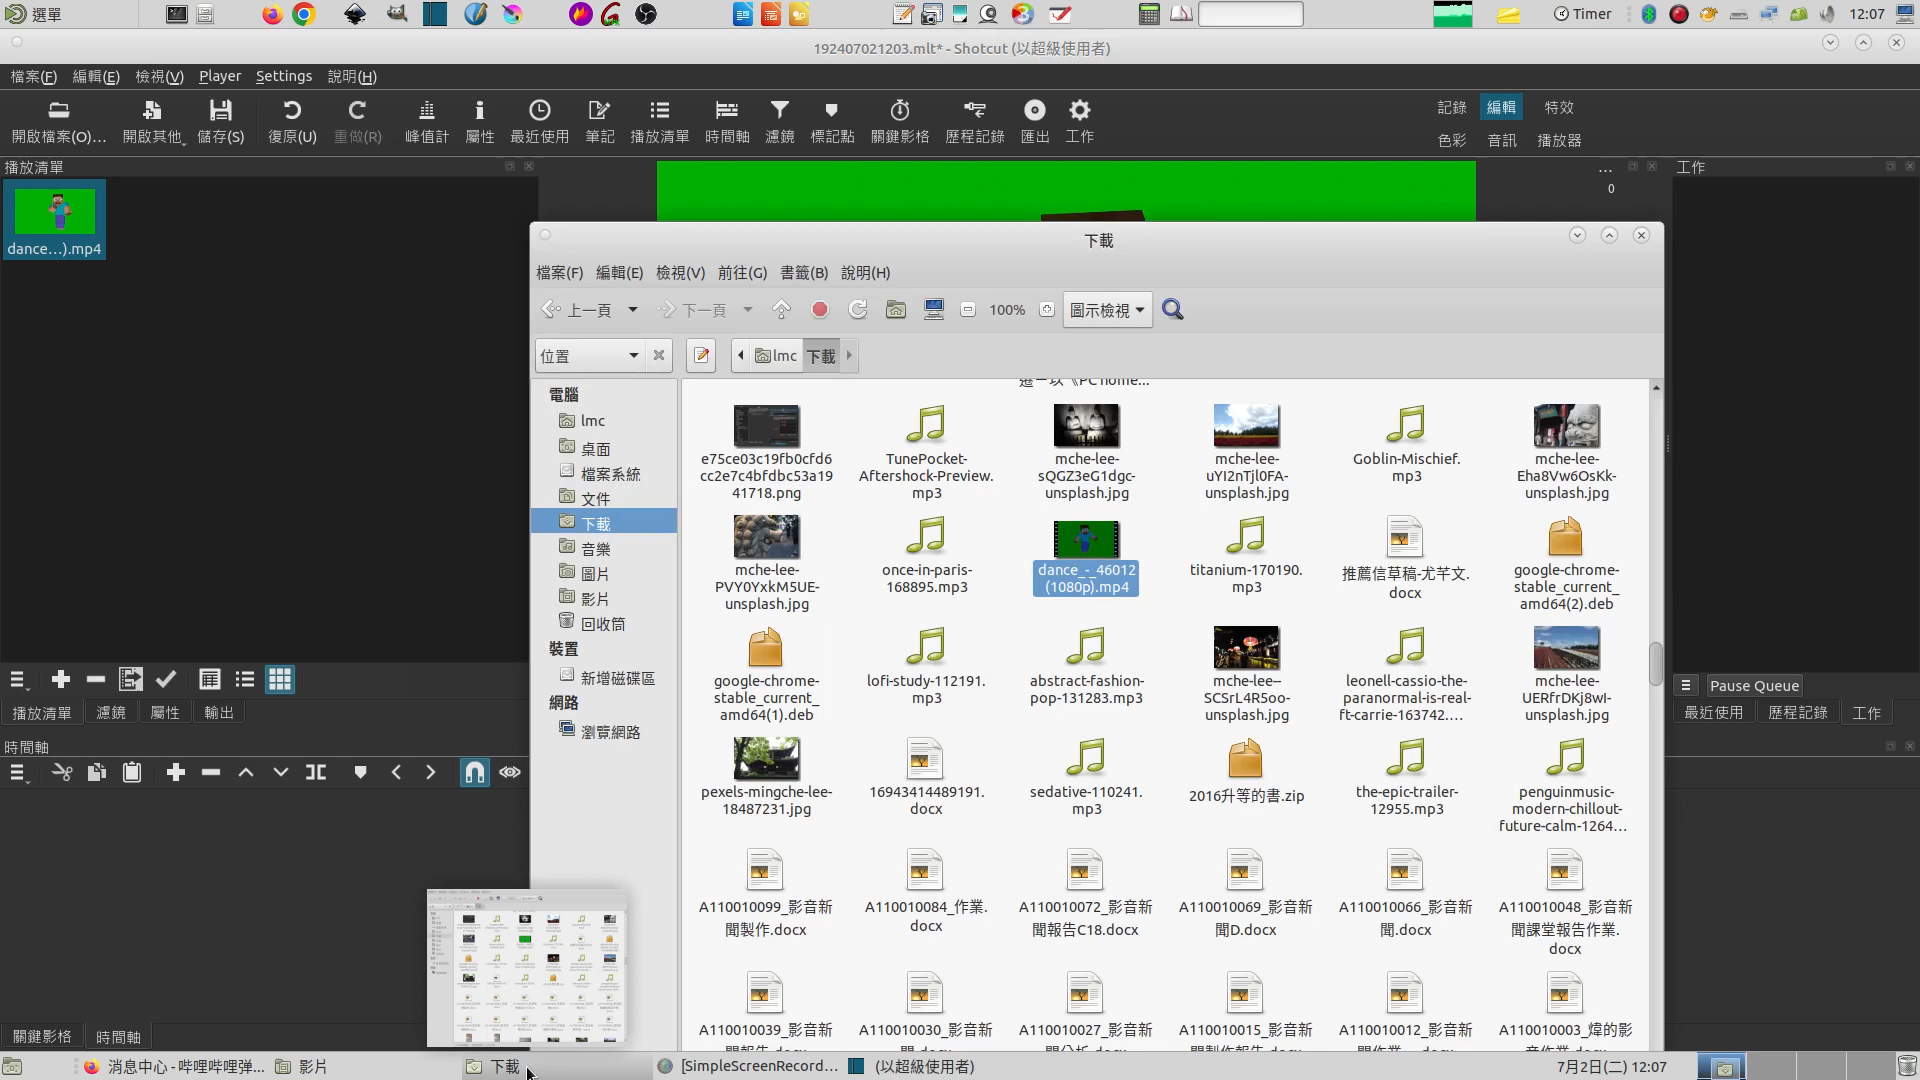 選單
Timer
12:07
192407021203.mlt* - Shotcut (以超級使用者)
檔案(F) 編輯(E) 檢視(V) Player Settings 說明(H)
開啟檔案(O)... 開啟其他 儲存(S) 復原(U) 重做(R) 峰值計 屬性 最近使用 筆記 播放清單 時間軸 濾鏡 標記點 關鍵影格 歷程記錄 匯出 工作
記錄 編輯 特效
色彩 音訊 播放器
播放清單
...
0
工作
dance...).mp4
下載
檔案(F) 編輯(E) 檢視(V) 前往(G) 書籤(B) 說明(H)
上一頁 下一頁 100% 圖示檢視
位置 lmc 下載
電腦
lmc
桌面
檔案系統
文件
下載
音樂
圖片
影片
回收筒
裝置
新增磁碟區
網路
瀏覽網路
e75ce03c19fb0cfd6
cc2e7c4bfdbc53a19
41718.png
TunePocket-
Aftershock-Preview.
mp3
mche-lee-
sQGZ3eG1dgc-
unsplash.jpg
mche-lee-
uYI2nTjl0FA-
unsplash.jpg
Goblin-Mischief.
mp3
mche-lee-
Eha8Vw6OsKk-
unsplash.jpg
mche-lee-
PVY0YxkM5UE-
unsplash.jpg
once-in-paris-
168895.mp3
dance_-_46012
(1080p).mp4
titanium-170190.
mp3
推薦信草稿-尤芊文.
docx
google-chrome-
stable_current_
amd64(2).deb
google-chrome-
stable_current_
amd64(1).deb
lofi-study-112191.
mp3
abstract-fashion-
pop-131283.mp3
mche-lee--
SCSrL4R5oo-
unsplash.jpg
leonell-cassio-the-
paranormal-is-real-
ft-carrie-163742....
mche-lee-
UERfrDKj8wI-
unsplash.jpg
pexels-mingche-lee-
18487231.jpg
16943414489191.
docx
sedative-110241.
mp3
2016升等的書.zip
the-epic-trailer-
12955.mp3
penguinmusic-
modern-chillout-
future-calm-1264...
A110010099_影音新
聞製作.docx
A110010084_作業.
docx
A110010072_影音新
聞報告C18.docx
A110010069_影音新
聞D.docx
A110010066_影音新
聞.docx
A110010048_影音新
聞課堂報告作業.
docx
A110010039_影音新
A110010030_影音新
A110010027_影音新
A110010015_影音新
A110010012_影音新
A110010003_煒的影
播放清單 濾鏡 屬性 輸出
Pause Queue
最近使用 歷程記錄 工作
時間軸
關鍵影格 時間軸
消息中心 - 哔哩哔哩弹... 影片 下載 [SimpleScreenRecord... (以超級使用者)
7月2日(二) 12:07